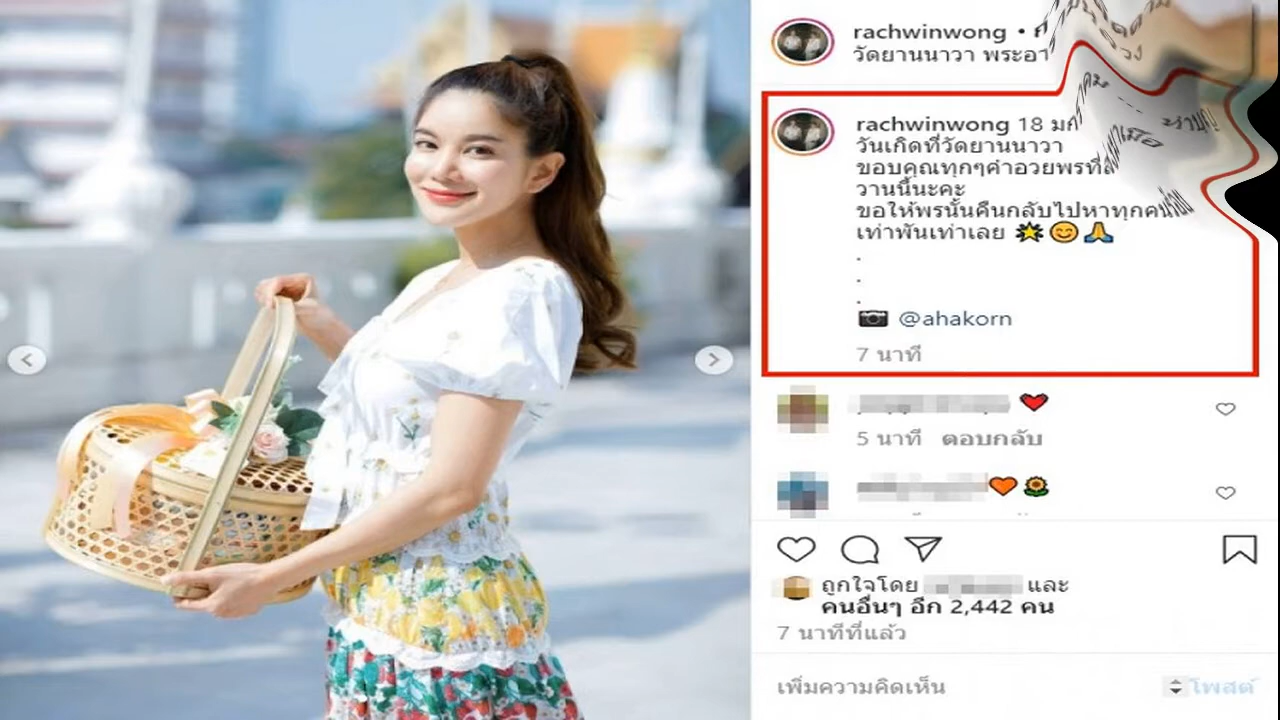 rachwinwong •
วัดยานนาวา พระอา
rachwinwong 18 มก
วันเกิดที่วัดยานนาวา
ขอบคุณทุกๆคำอวยพรที่ส
วานนี้นะคะ
ขอให้พรนั้นคืนกลับไปหาทุกคนเป็น
เท่าพันเท่าเลย 🌟😊🙏
.
.
.
📷 @ahakorn
7 นาที
❤️
5 นาที ตอบกลับ
🧡🌻
ถูกใจโดย และ
คนอื่นๆ อีก 2,442 คน
7 นาทีที่แล้ว
เพิ่มความคิดเห็น
โพสต์